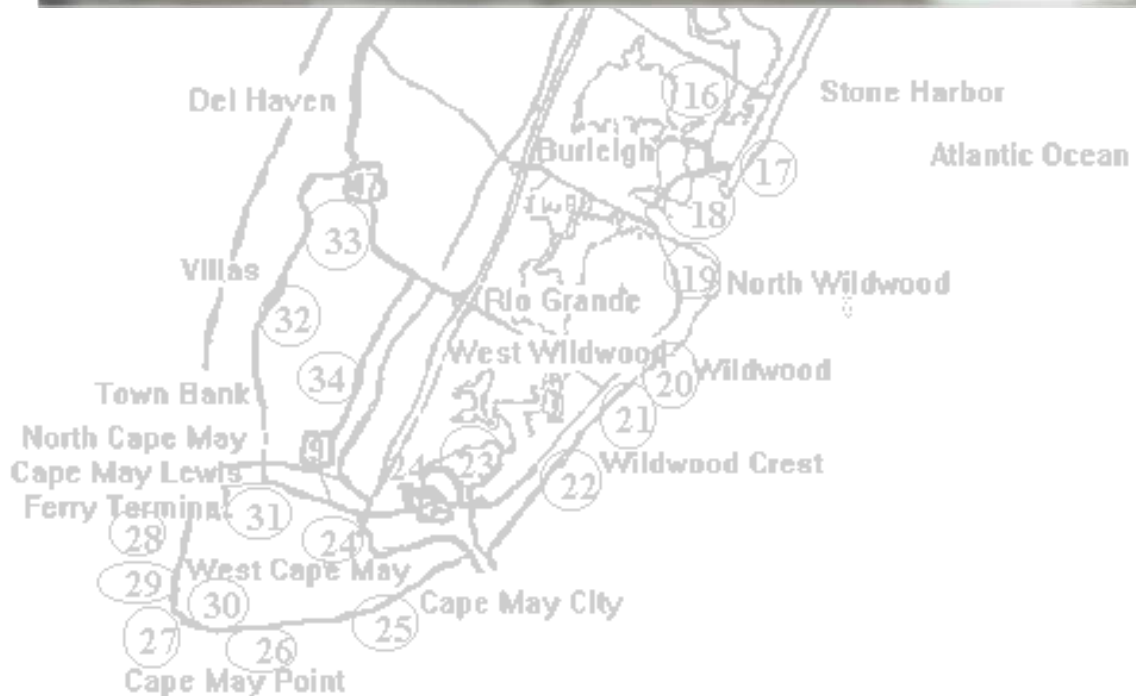 16
Del Haven
Stone Harbor
Burleigh
Atlantic Ocean
17
18
33
Villas
19
North Wildwood
Rio Grande
32
West Wildwood
34
20
Wildwood
Town Bank
21
North Cape May
24
23
Cape May Lewis
22
Wildwood Crest
Ferry Terminal
31
28
24
West Cape May
29
30
Cape May City
25
27
26
Cape May Point